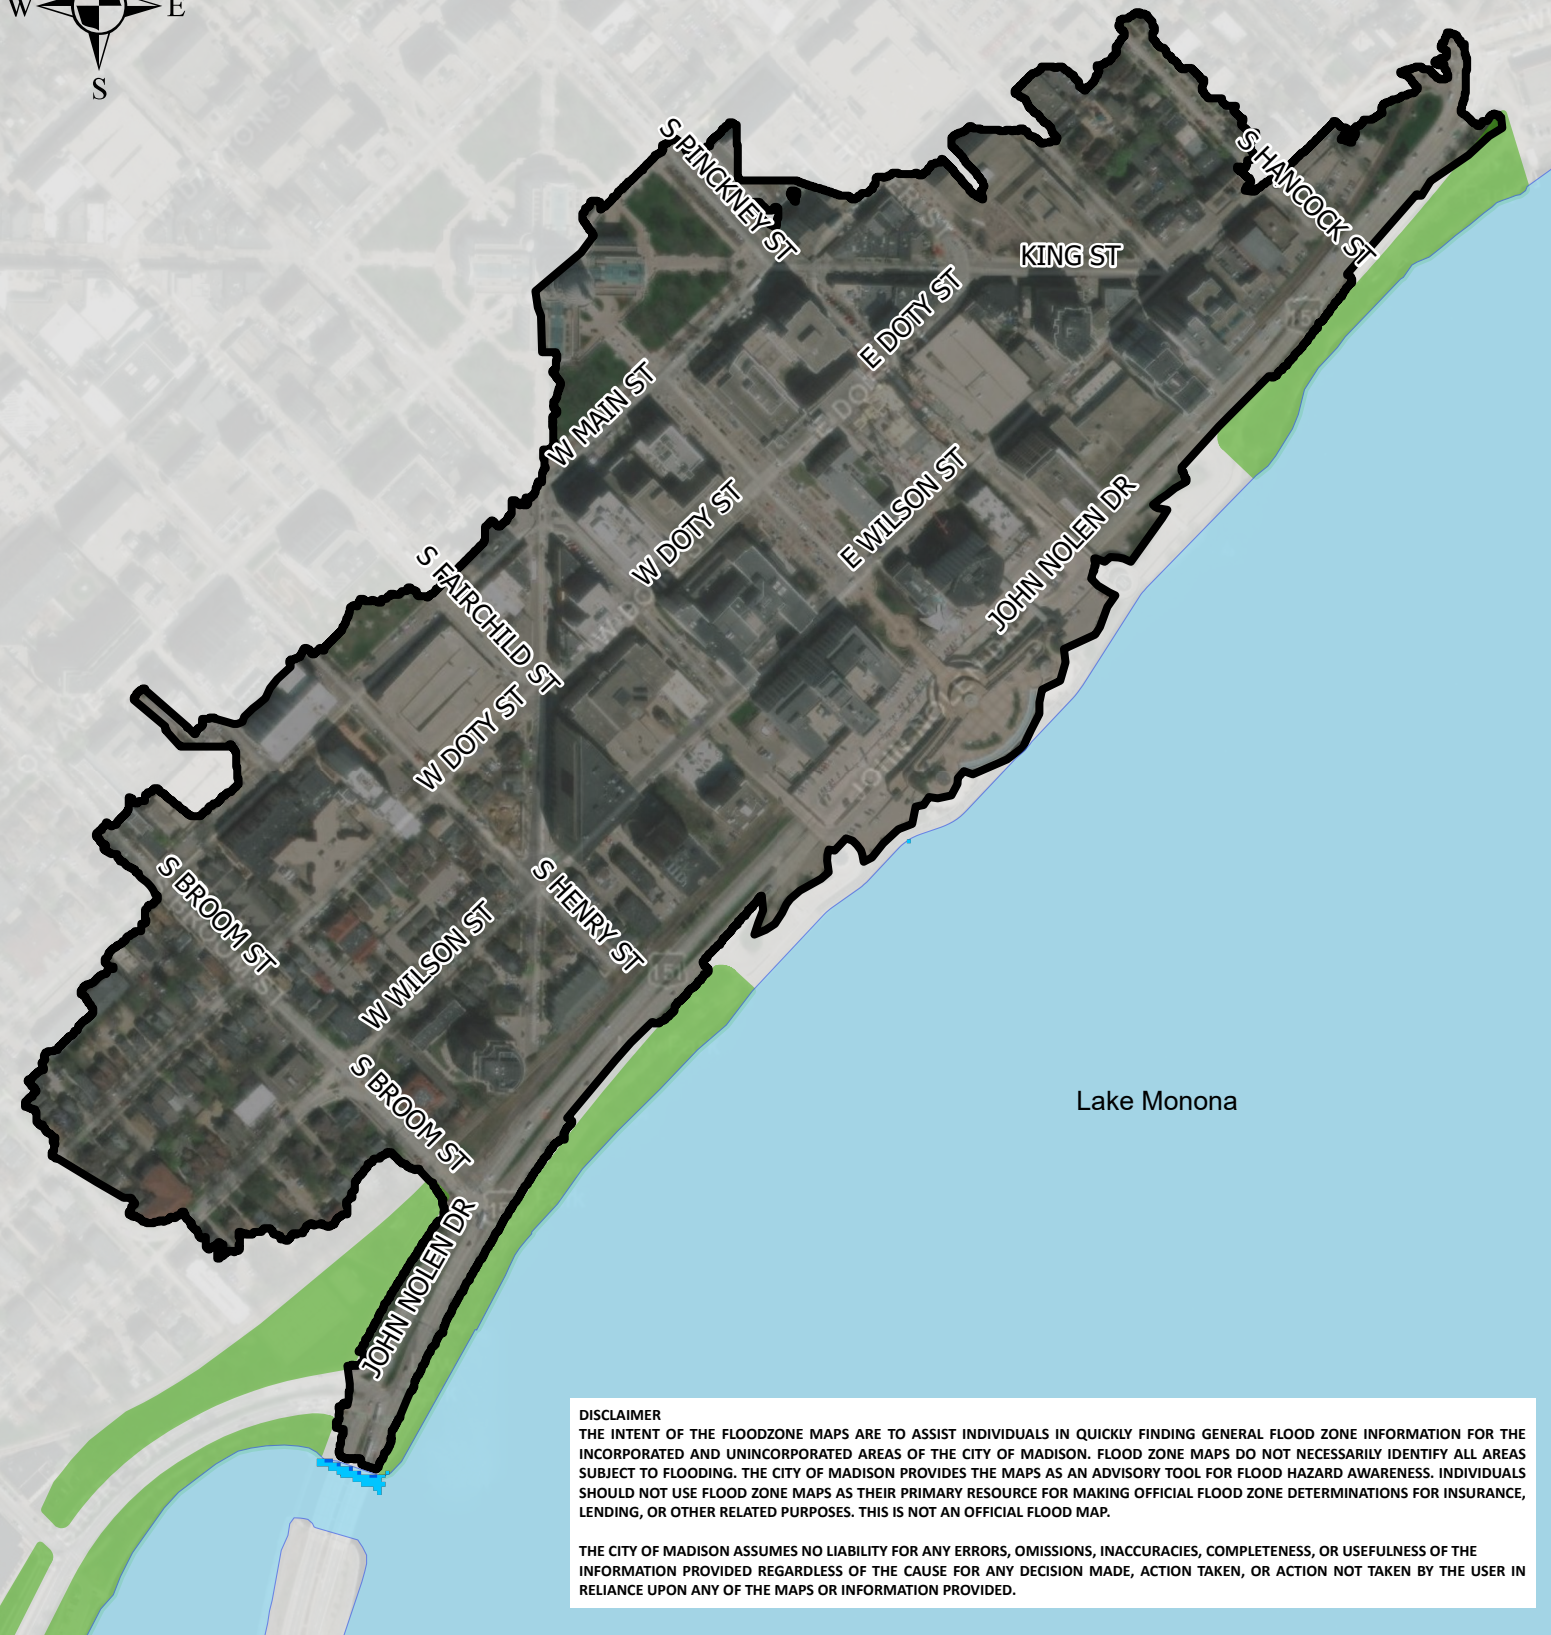 W
E
S
S PINCKNEY ST
S HANCOCK ST
KING ST
E DOTY ST
W MAIN ST
E WILSON ST
W DOTY ST
JOHN NOLEN DR
S FAIRCHILD ST
W DOTY ST
S BROOM ST
S HENRY ST
W WILSON ST
151
S BROOM ST
Lake Monona
JOHN NOLEN DR
DISCLAIMER
THE INTENT OF THE FLOODZONE MAPS ARE TO ASSIST INDIVIDUALS IN QUICKLY FINDING GENERAL FLOOD ZONE INFORMATION FOR THE
INCORPORATED AND UNINCORPORATED AREAS OF THE CITY OF MADISON. FLOOD ZONE MAPS DO NOT NECESSARILY IDENTIFY ALL AREAS
SUBJECT TO FLOODING. THE CITY OF MADISON PROVIDES THE MAPS AS AN ADVISORY TOOL FOR FLOOD HAZARD AWARENESS. INDIVIDUALS
SHOULD NOT USE FLOOD ZONE MAPS AS THEIR PRIMARY RESOURCE FOR MAKING OFFICIAL FLOOD ZONE DETERMINATIONS FOR INSURANCE,
LENDING, OR OTHER RELATED PURPOSES. THIS IS NOT AN OFFICIAL FLOOD MAP.
THE CITY OF MADISON ASSUMES NO LIABILITY FOR ANY ERRORS, OMISSIONS, INACCURACIES, COMPLETENESS, OR USEFULNESS OF THE
INFORMATION PROVIDED REGARDLESS OF THE CAUSE FOR ANY DECISION MADE, ACTION TAKEN, OR ACTION NOT TAKEN BY THE USER IN
RELIANCE UPON ANY OF THE MAPS OR INFORMATION PROVIDED.